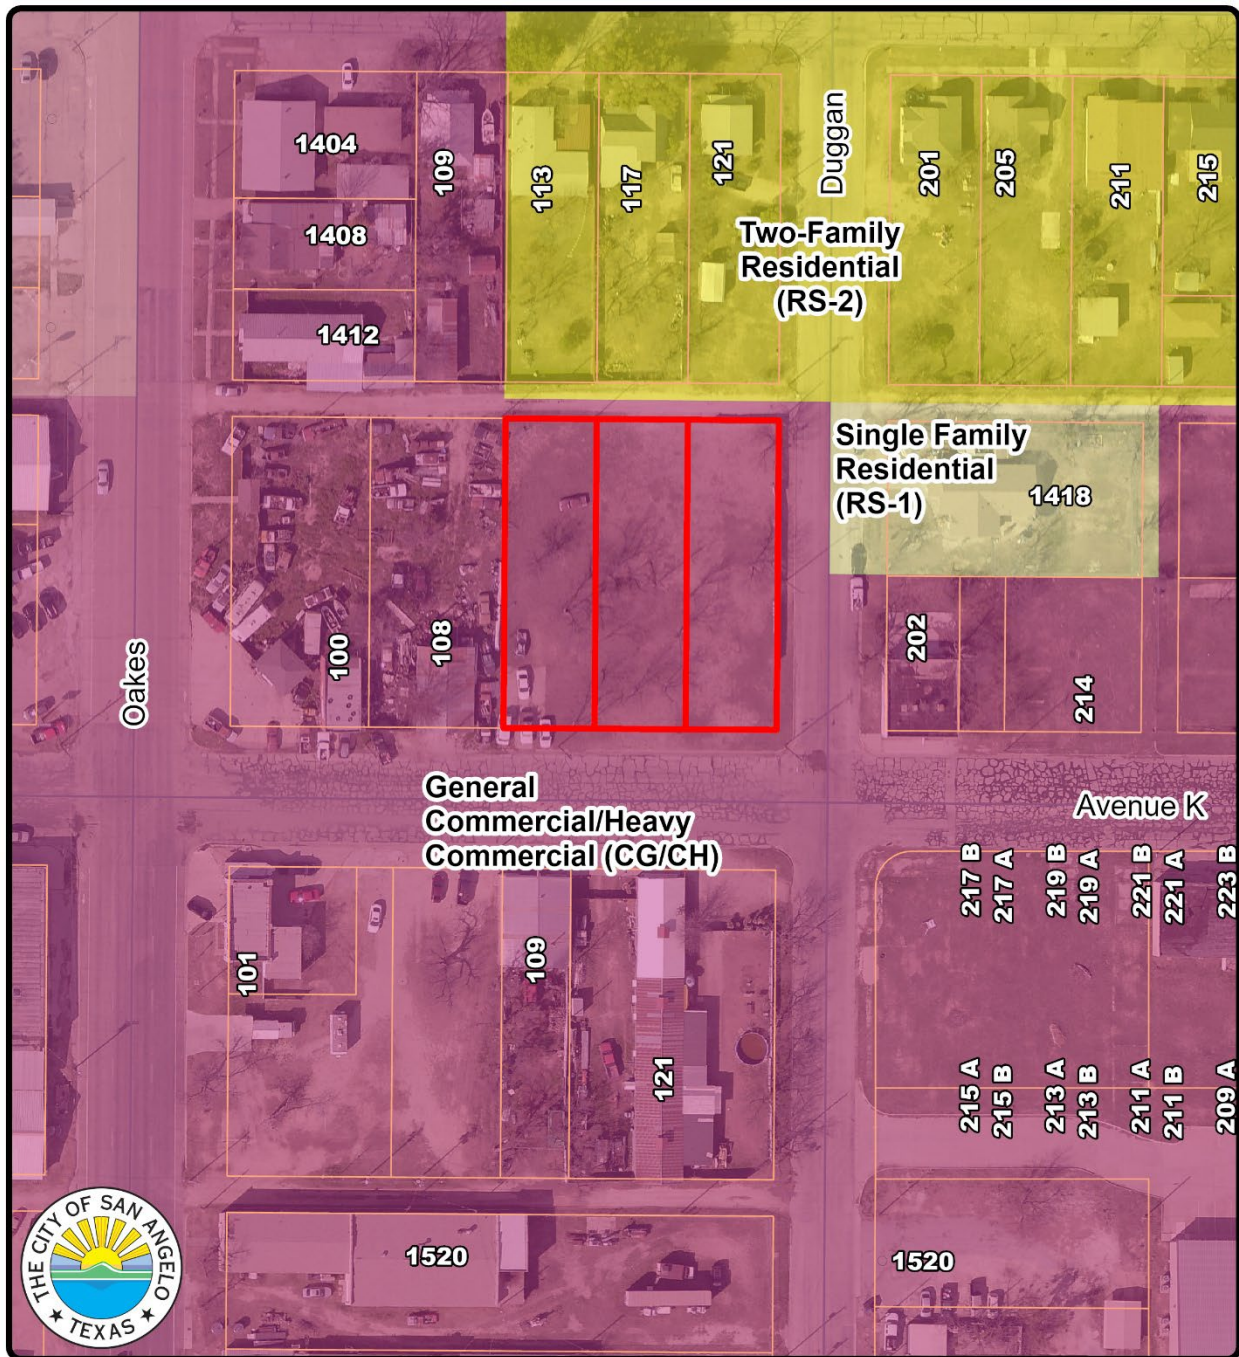 1404
109
113
117
121
Duggan
201
205
211
215
1408
Two-Family
Residential
(RS-2)
1412
Single Family
Residential
(RS-1)
1418
100
108
202
214
Oakes
General
Commercial/Heavy
Commercial (CG/CH)
Avenue K
217 B
217 A
219 B
219 A
221 B
221 A
223 B
101
109
121
215 A
215 B
213 A
213 B
211 A
211 B
209 A
1520
1520
THE CITY OF SAN ANGELO
★ TEXAS ★